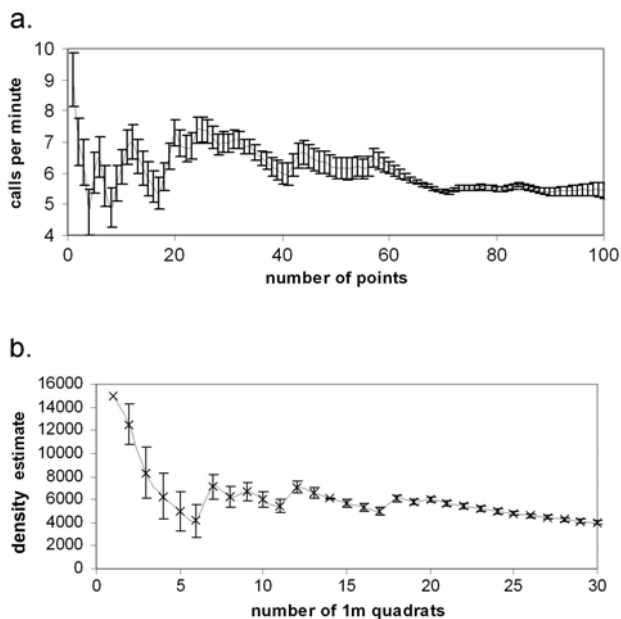 a.
10
9
8
7
6
5
4
calls per minute
0 20 40 60 80 100
number of points
b.
16000
14000
12000
10000
8000
6000
4000
2000
0
density estimate
0 5 10 15 20 25 30
number of 1m quadrats